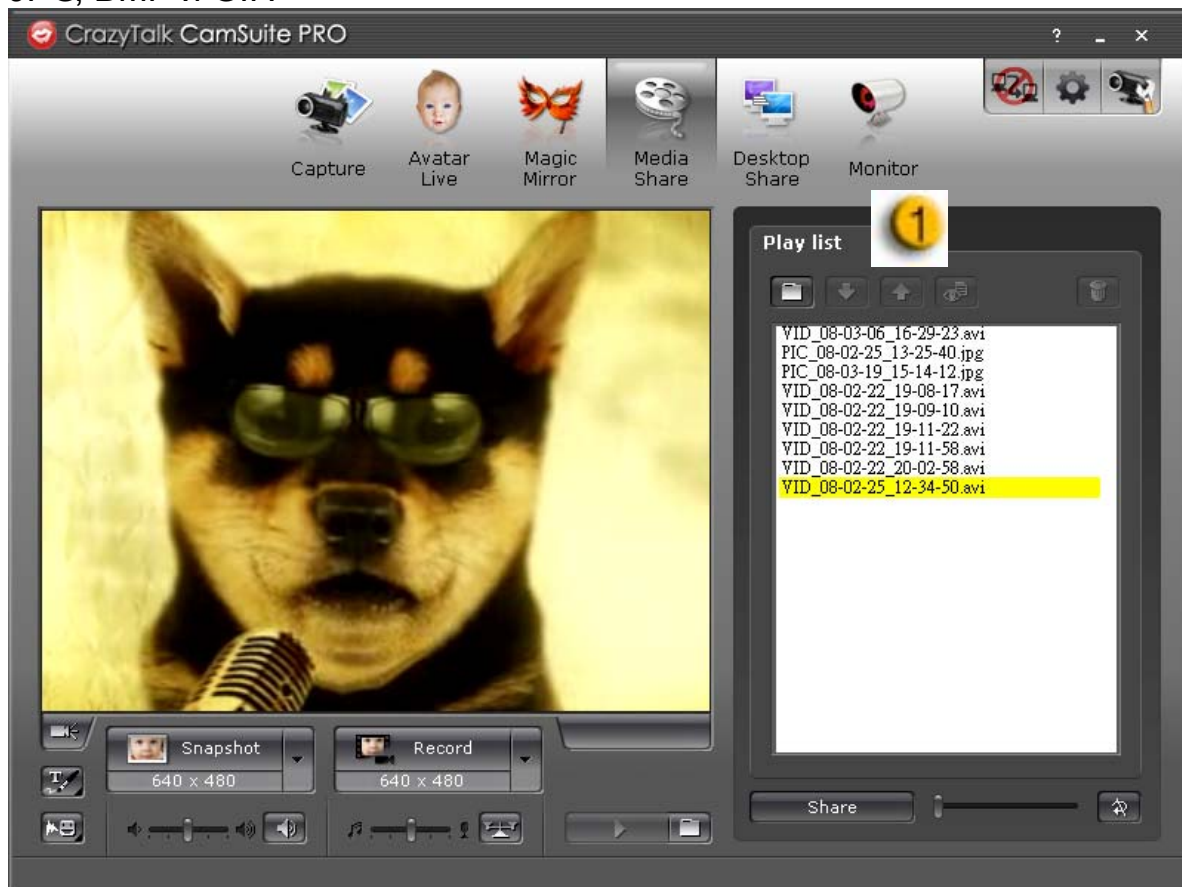 CrazyTalk CamSuite PRO
? _ ×
Capture
Avatar Live
Magic Mirror
Media Share
Desktop Share
Monitor
1
Play list
VID_08-03-06_16-29-23.avi
PIC_08-02-25_13-25-40.jpg
PIC_08-03-19_15-14-12.jpg
VID_08-02-22_19-08-17.avi
VID_08-02-22_19-09-10.avi
VID_08-02-22_19-11-22.avi
VID_08-02-22_19-11-58.avi
VID_08-02-22_20-02-58.avi
VID_08-02-25_12-34-50.avi
Snapshot
640 x 480
Record
640 x 480
T
Share